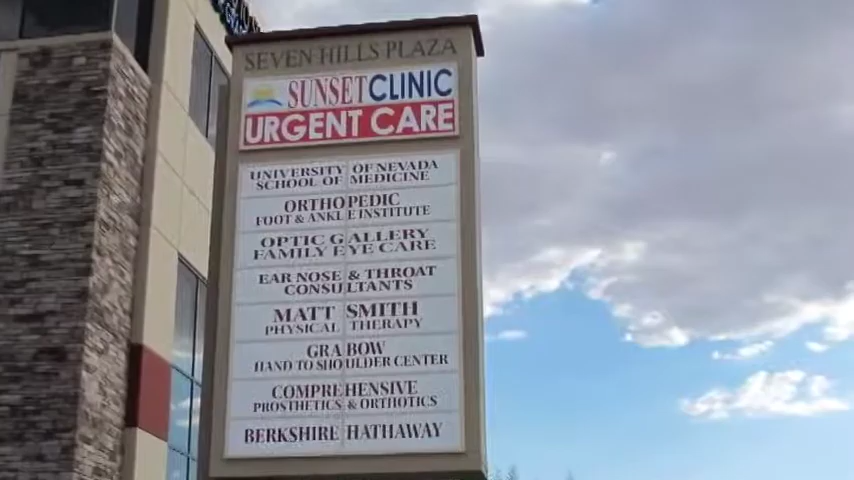 SEVEN HILLS PLAZA
SUNSET CLINIC
URGENT CARE
UNIVERSITY OF NEVADA
SCHOOL OF MEDICINE
ORTHOPEDIC
FOOT & ANKLE INSTITUTE
OPTIC GALLERY
FAMILY EYE CARE
EAR NOSE & THROAT
CONSULTANTS
MATT SMITH
PHYSICAL THERAPY
GRABOW
HAND TO SHOULDER CENTER
COMPREHENSIVE
PROSTHETICS & ORTHOTICS
BERKSHIRE HATHAWAY